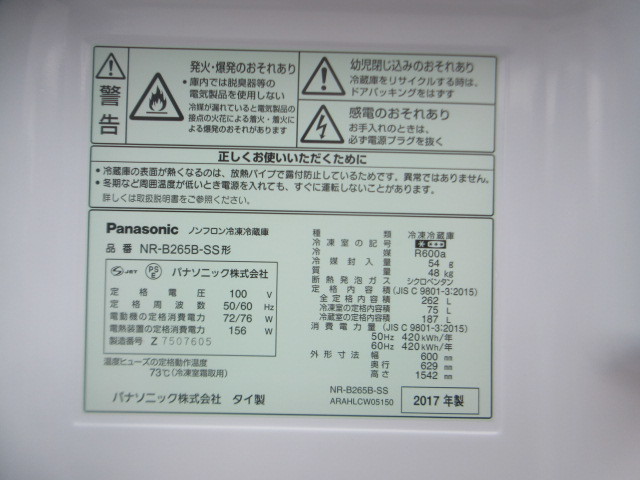 警告
発火・爆発のおそれあり
・庫内では脱臭器等の
電気製品を使用しない
冷媒が漏れていると電気製品の
接点の火花による着火・着火に
よる爆発のおそれあり
幼児閉じ込みのおそれあり
冷蔵庫をリサイクルする時は、
ドアパッキングをはずす
感電のおそれあり
お手入れのときは、
必ず電源プラグを抜く
正しくお使いいただくために
・冷蔵庫の表面が熱くなるのは、放熱パイプで露付防止しているためです。異常ではありません。
・冬期など周囲温度が低いとき電源を入れても、すぐに運転しないことがあります。
詳しくは取扱説明書をごらんください。
Panasonic ノンフロン冷凍冷蔵庫
品番 NR-B265B-SS形
JET PSE パナソニック株式会社
定格電圧 100 V
定格周波数 50/60 Hz
電動機の定格消費電力 72/76 W
電熱装置の定格消費電力 156 W
製造番号 Z 7507605
温度ヒューズの定格動作温度
73℃(冷凍室霜取用)
パナソニック株式会社 タイ製
種類 冷凍冷蔵庫
冷凍室の記号
冷媒 R600a
冷媒封入量 54 g
質量 48 kg
断熱発泡ガス シクロペンタン
定格内容積 (JIS C 9801-3:2015)
全定格内容積 262 L
冷凍室の定格内容積 75 L
冷蔵室の定格内容積 187 L
消費電力量 (JIS C 9801-3:2015)
50Hz 420 kWh/年
60Hz 420 kWh/年
外形寸法 幅 600 mm
奥行 629 mm
高さ 1542 mm
NR-B265B-SS
ARAHLCW05150
2017 年製